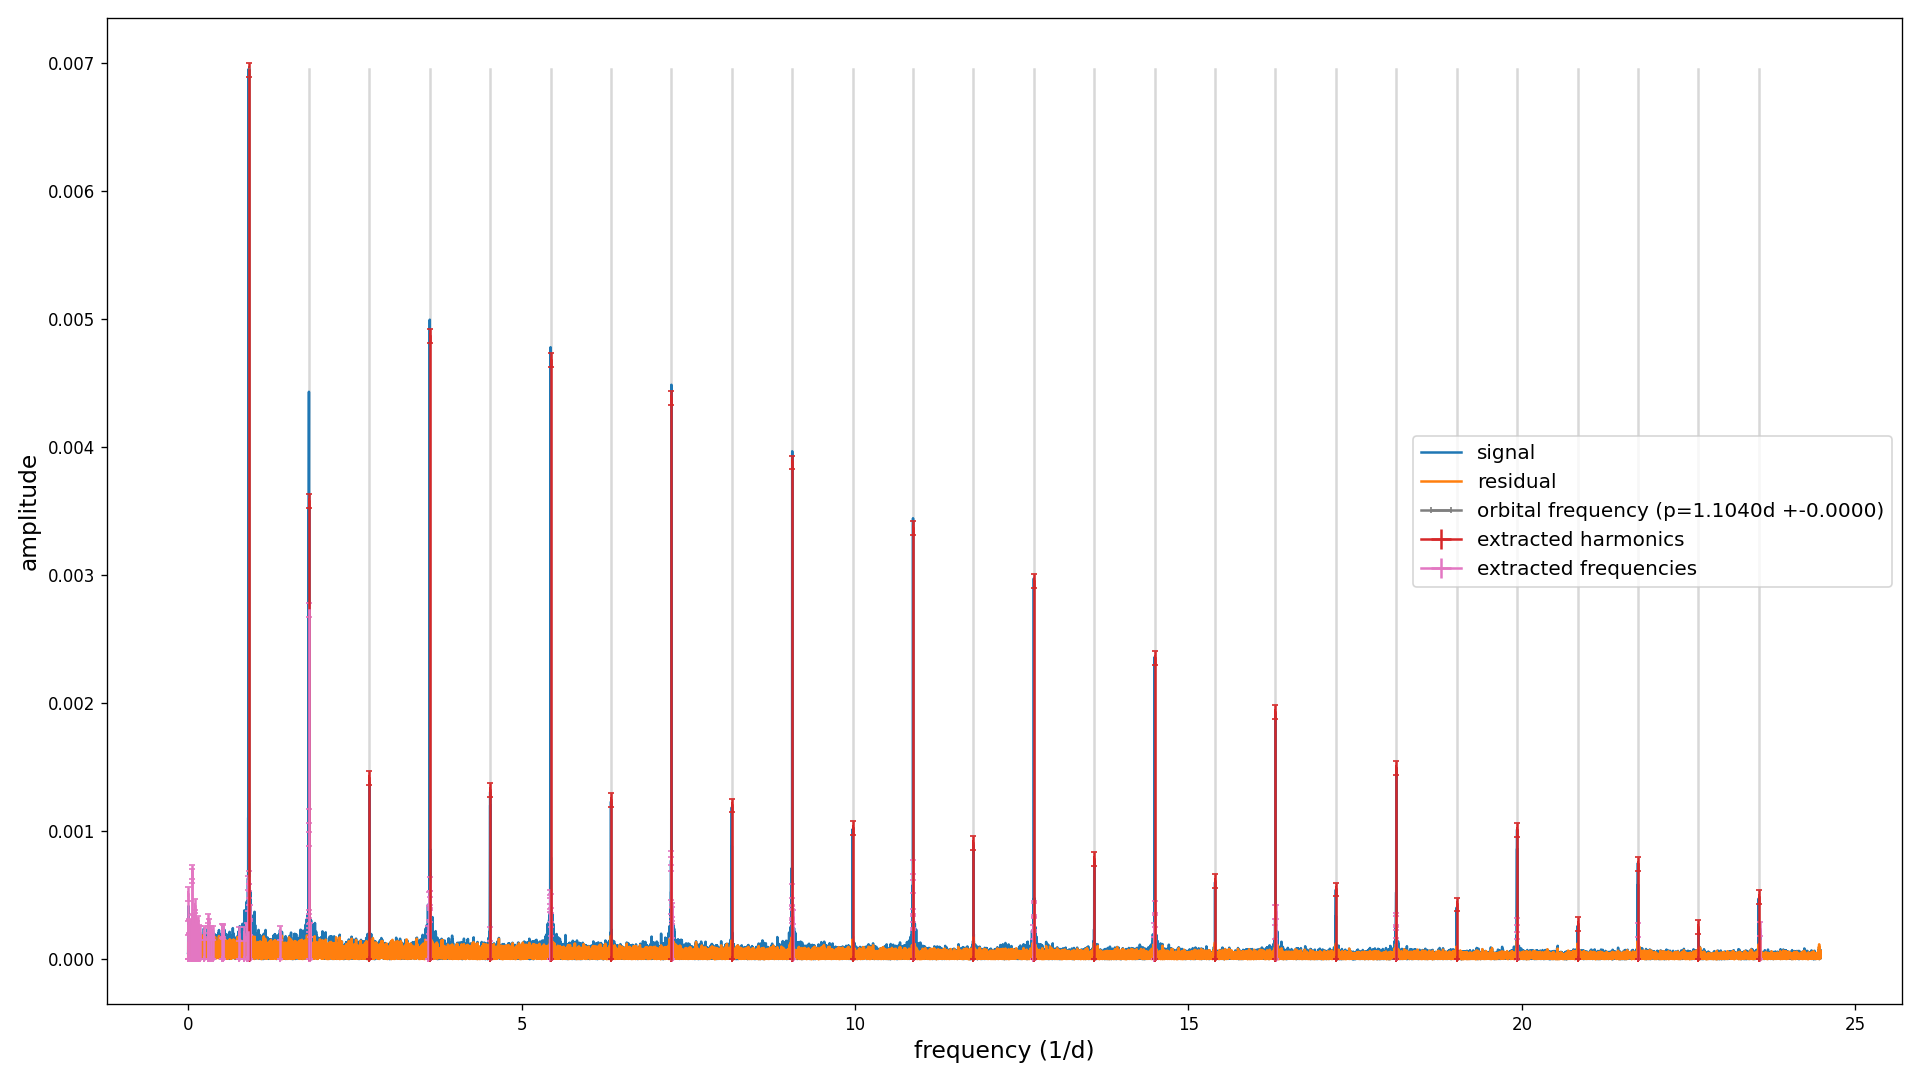 0.007
0.006
0.005
0.004
0.003
0.002
0.001
0.000
amplitude
signal
residual
orbital frequency (p=1.1040d +-0.0000)
extracted harmonics
extracted frequencies
0 5 10 15 20 25
frequency (1/d)